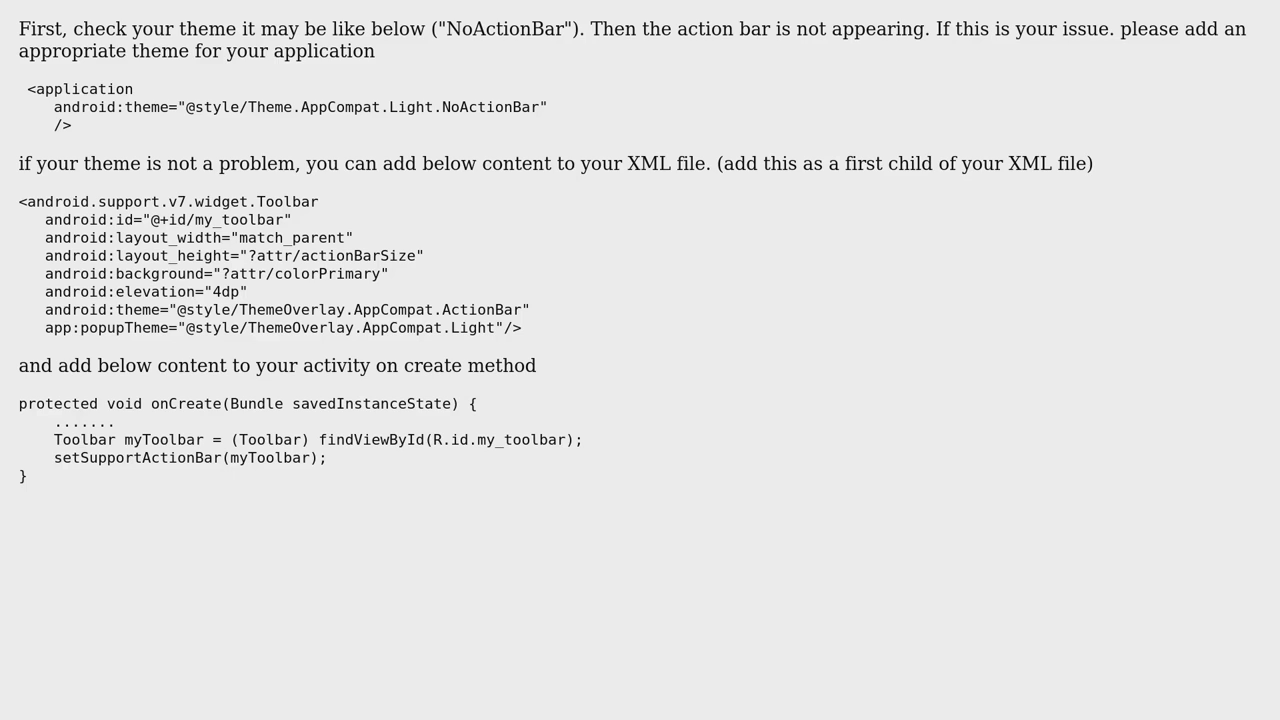 First, check your theme it may be like below ("NoActionBar"). Then the action bar is not appearing. If this is your issue. please add an
appropriate theme for your application
<application
android:theme="@style/Theme.AppCompat.Light.NoActionBar"
/>
if your theme is not a problem, you can add below content to your XML file. (add this as a first child of your XML file)
<android.support.v7.widget.Toolbar
android:id="@+id/my_toolbar"
android:layout_width="match_parent"
android:layout_height="?attr/actionBarSize"
android:background="?attr/colorPrimary"
android:elevation="4dp"
android:theme="@style/ThemeOverlay.AppCompat.ActionBar"
app:popupTheme="@style/ThemeOverlay.AppCompat.Light"/>
and add below content to your activity on create method
protected void onCreate(Bundle savedInstanceState) {
.......
Toolbar myToolbar = (Toolbar) findViewById(R.id.my_toolbar);
setSupportActionBar(myToolbar);
}